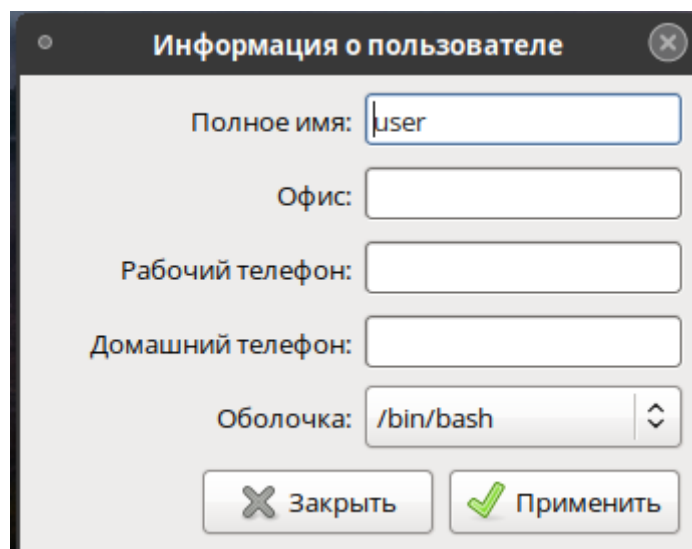 Информация о пользователе
Полное имя: user
Офис:
Рабочий телефон:
Домашний телефон:
Оболочка: /bin/bash
Закрыть Применить